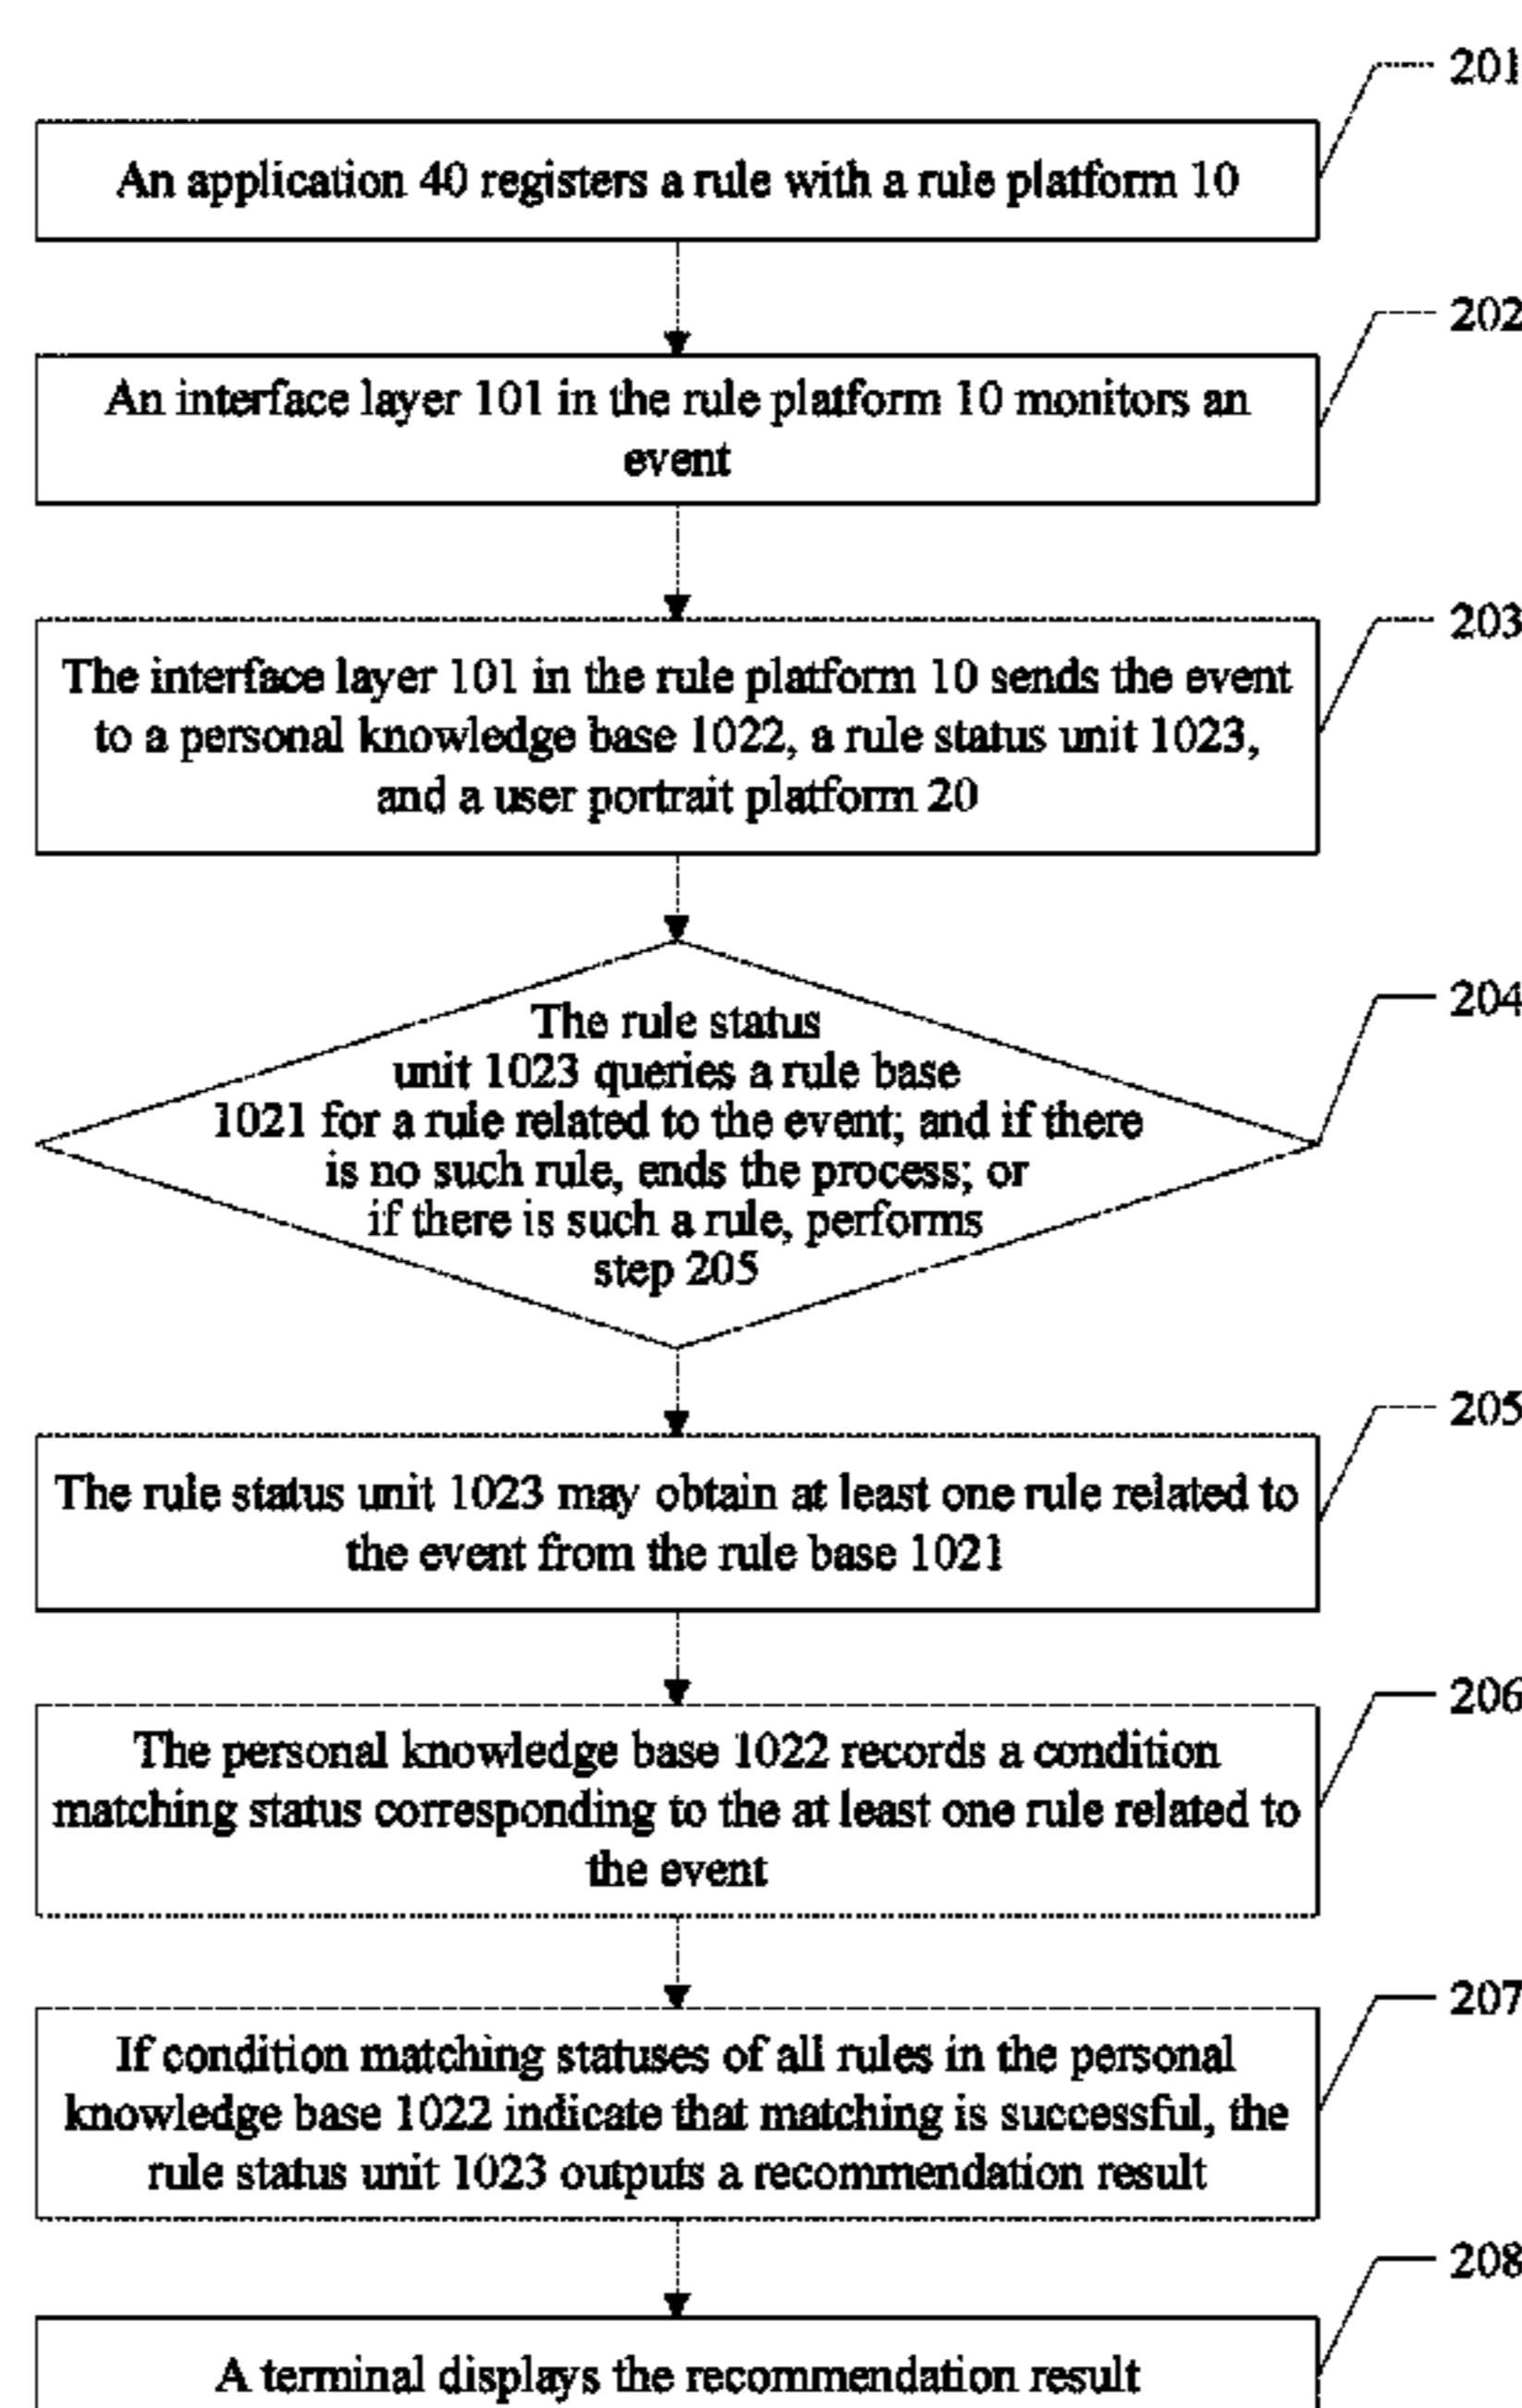 201
An application 40 registers a rule with a rule platform 10
202
An interface layer 101 in the rule platform 10 monitors an
event
203
The interface layer 101 in the rule platform 10 sends the event
to a personal knowledge base 1022, a rule status unit 1023,
and a user portrait platform 20
204
The rule status
unit 1023 queries a rule base
1021 for a rule related to the event; and if there
is no such rule, ends the process; or
if there is such a rule, performs
step 205
205
The rule status unit 1023 may obtain at least one rule related to
the event from the rule base 1021
206
The personal knowledge base 1022 records a condition
matching status corresponding to the at least one rule related to
the event
207
If condition matching statuses of all rules in the personal
knowledge base 1022 indicate that matching is successful, the
rule status unit 1023 outputs a recommendation result
208
A terminal displays the recommendation result